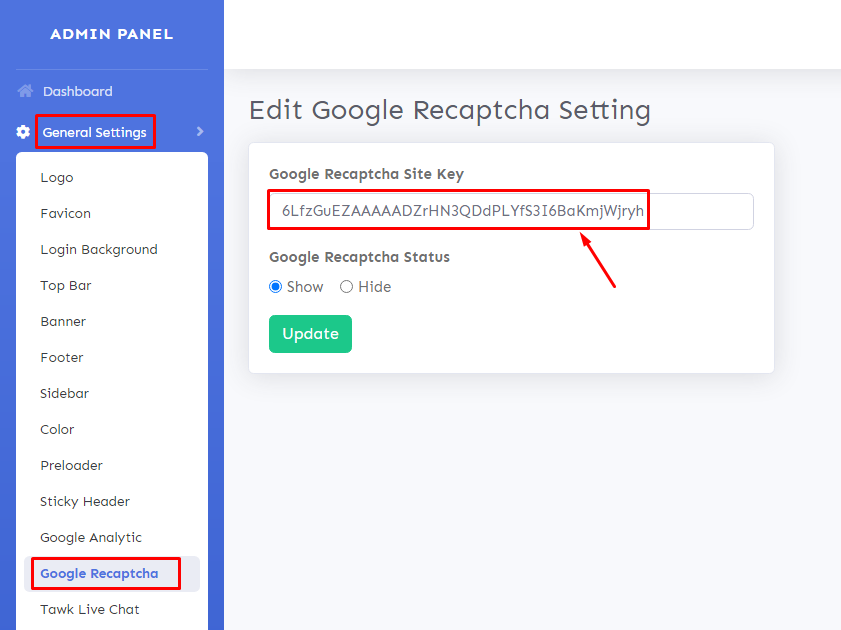 ADMIN PANEL
Dashboard
General Settings
Logo
Favicon
Login Background
Top Bar
Banner
Footer
Sidebar
Color
Preloader
Sticky Header
Google Analytic
Google Recaptcha
Tawk Live Chat
Edit Google Recaptcha Setting
Google Recaptcha Site Key
6LfzGuEZAAAAADZrHN3QDdPLYfS3I6BaKmjWjryh
Google Recaptcha Status
Show Hide
Update